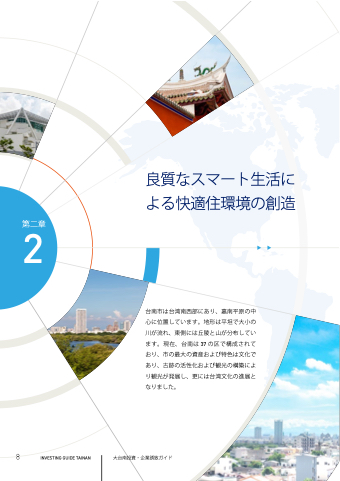 良質なスマート生活に
よる快適住環境の創造
第二章
2
台南市は台湾南西部にあり、嘉南平原の中
心に位置しています。地形は平坦で大小の
川が流れ、東側には丘陵と山が分布してい
ます。現在、台南は 37 の区で構成されて
おり、市の最大の資産および特色は文化で
あり、古跡の活性化および観光の構築によ
り観光が発展し、更には台湾文化の進展と
なりました。
8
INVESTING GUIDE TAINAN
大台南投資・企業誘致ガイド